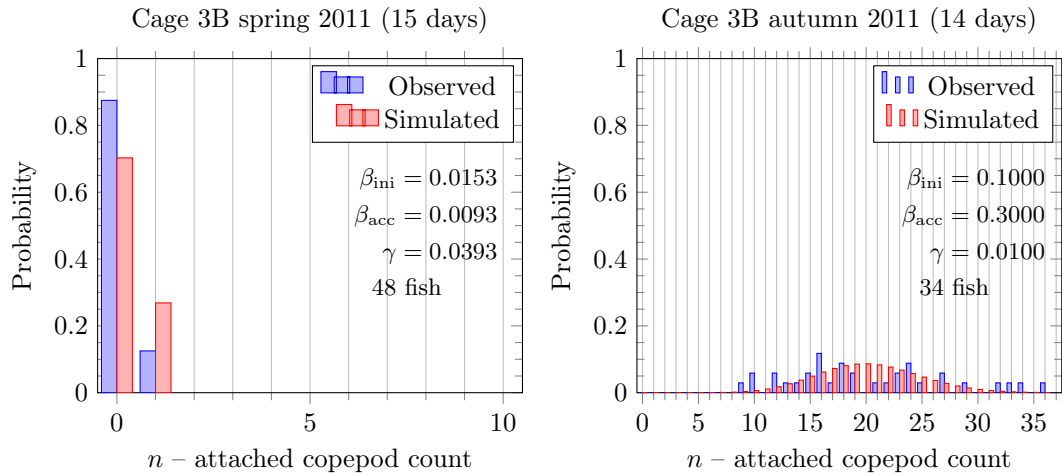 Cage 3B spring 2011 (15 days)
Probability
1
0.8
0.6
0.4
0.2
0
Observed
Simulated
β_ini = 0.0153
β_acc = 0.0093
γ = 0.0393
48 fish
0 5 10
n – attached copepod count
Cage 3B autumn 2011 (14 days)
Probability
1
0.8
0.6
0.4
0.2
0
Observed
Simulated
β_ini = 0.1000
β_acc = 0.3000
γ = 0.0100
34 fish
0 5 10 15 20 25 30 35
n – attached copepod count